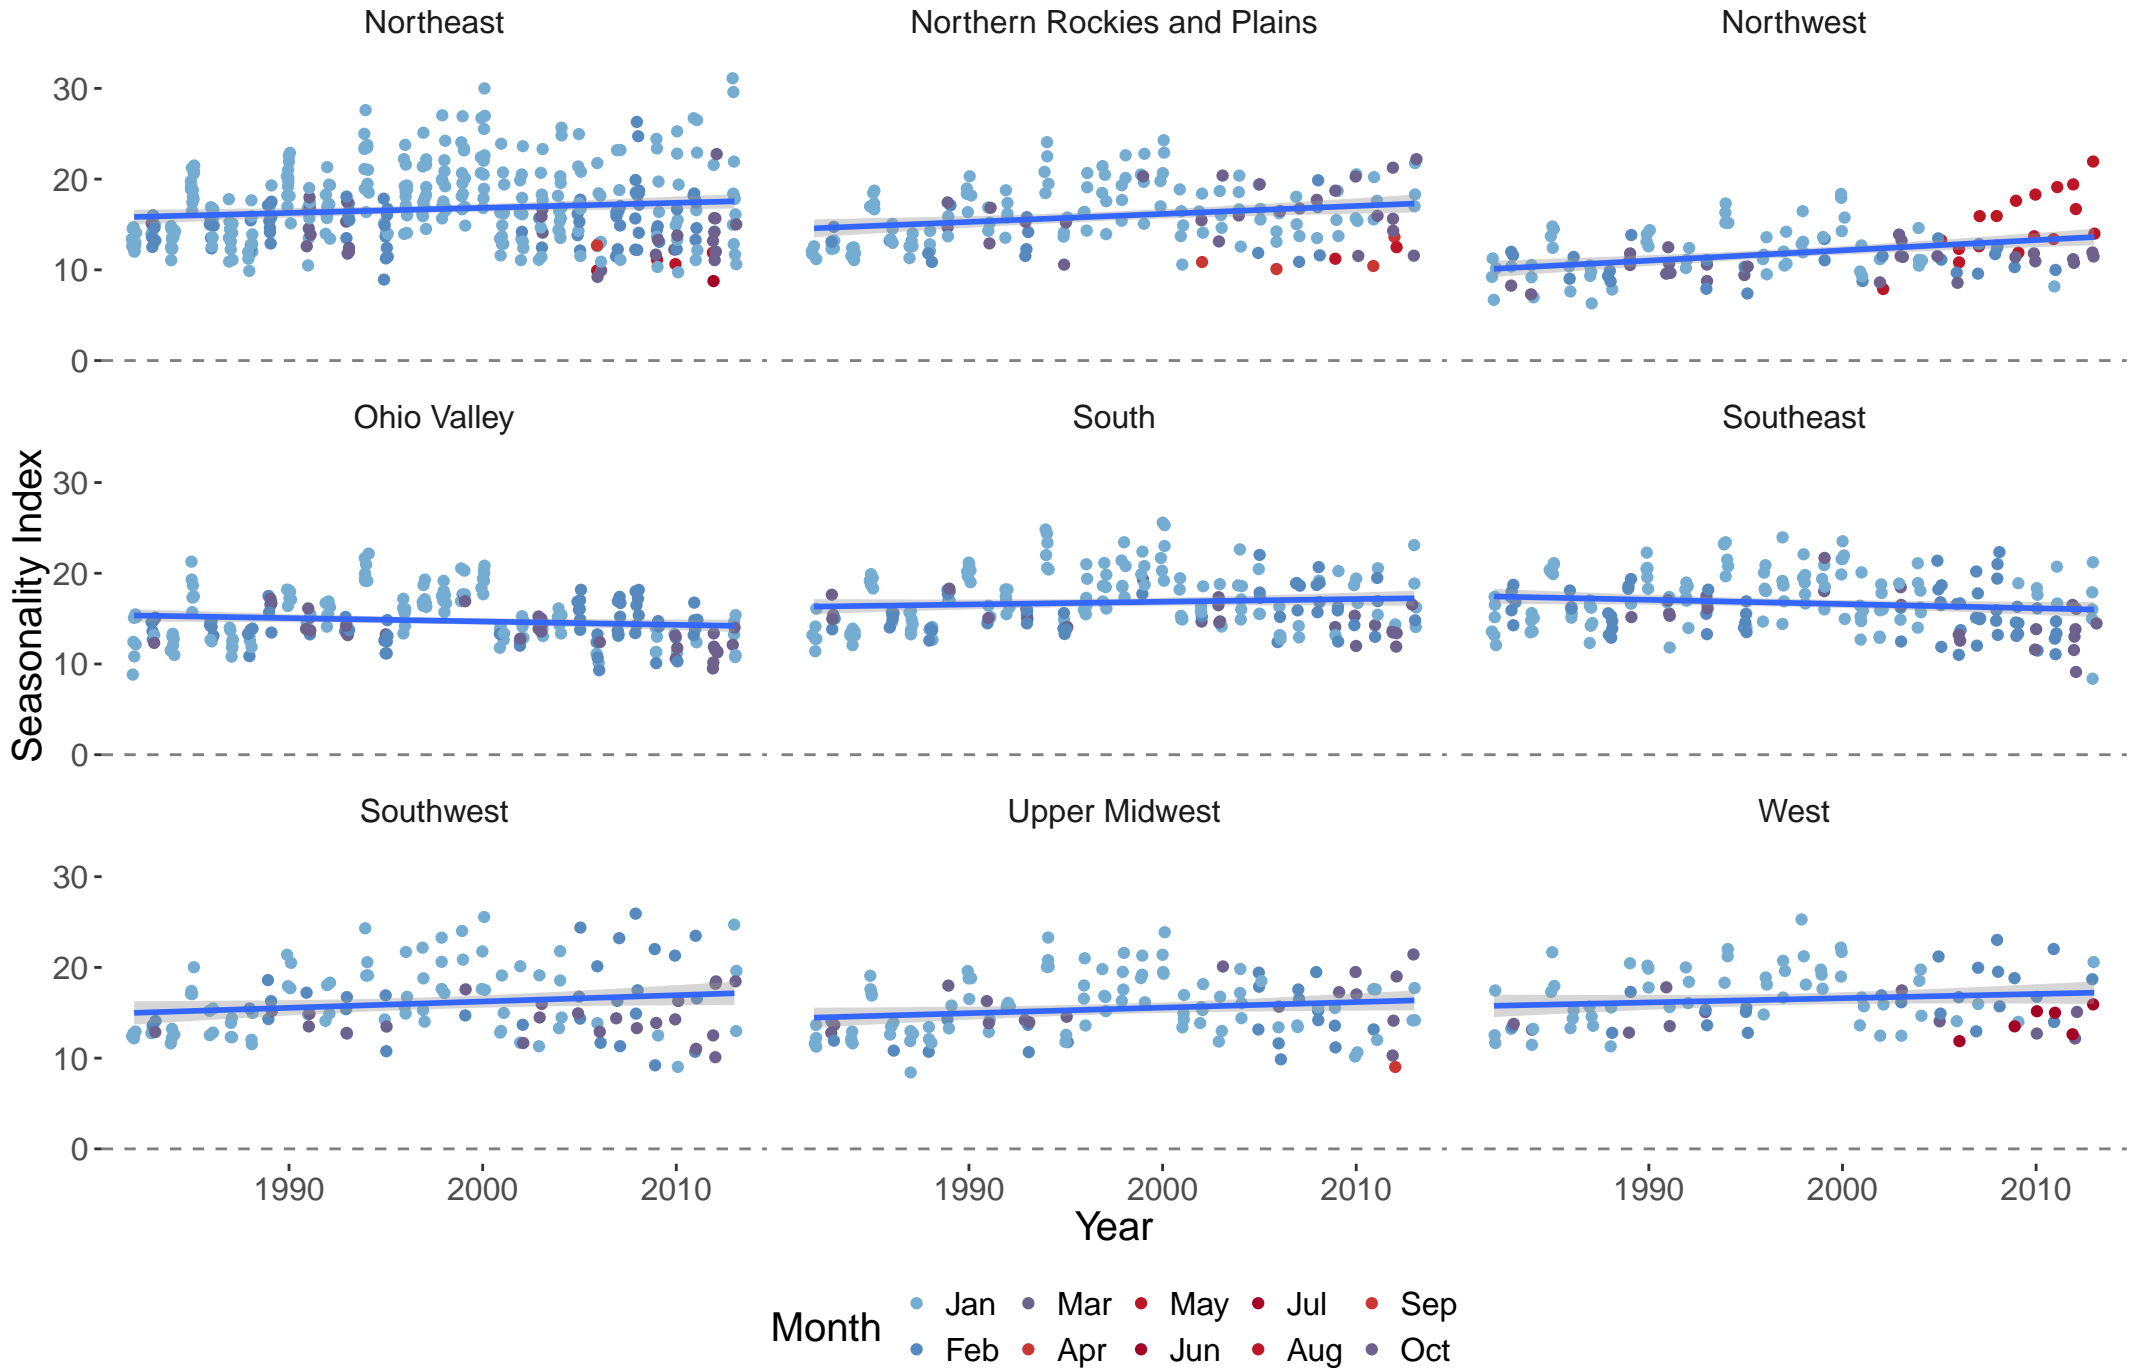 Northeast Northern Rockies and Plains Northwest
30
20
10
0
Ohio Valley South Southeast
30
20
10
0
Seasonality Index
Southwest Upper Midwest West
30
20
10
0
1990 2000 2010 1990 2000 2010 1990 2000 2010
Year
Month
Jan Mar May Jul Sep
Feb Apr Jun Aug Oct